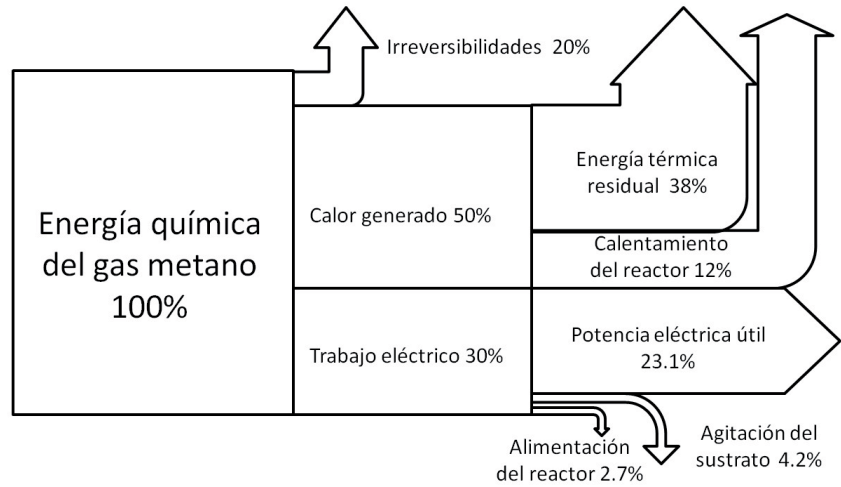 Irreversibilidades 20%
Energía química
del gas metano
100%
Calor generado 50%
Energía térmica
residual 38%
Calentamiento
del reactor 12%
Trabajo eléctrico 30%
Potencia eléctrica útil
23.1%
Alimentación
del reactor 2.7%
Agitación del
sustrato 4.2%